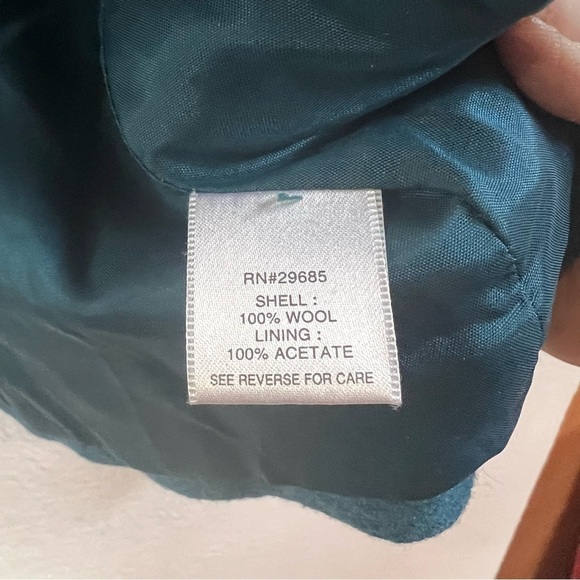 RN#29685
SHELL :
100% WOOL
LINING :
100% ACETATE
SEE REVERSE FOR CARE